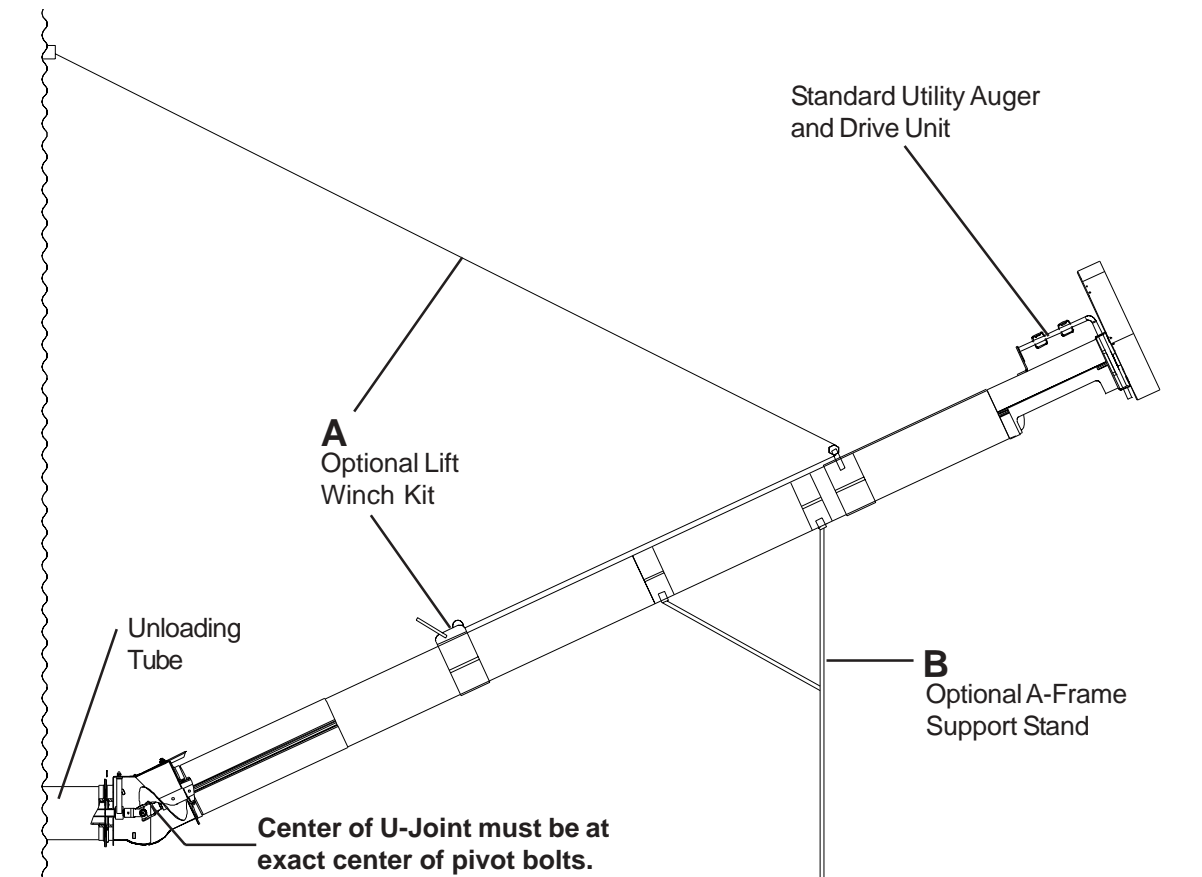 Standard Utility Auger
and Drive Unit
A
Optional Lift
Winch Kit
Unloading
Tube
B
Optional A-Frame
Support Stand
Center of U-Joint must be at
exact center of pivot bolts.